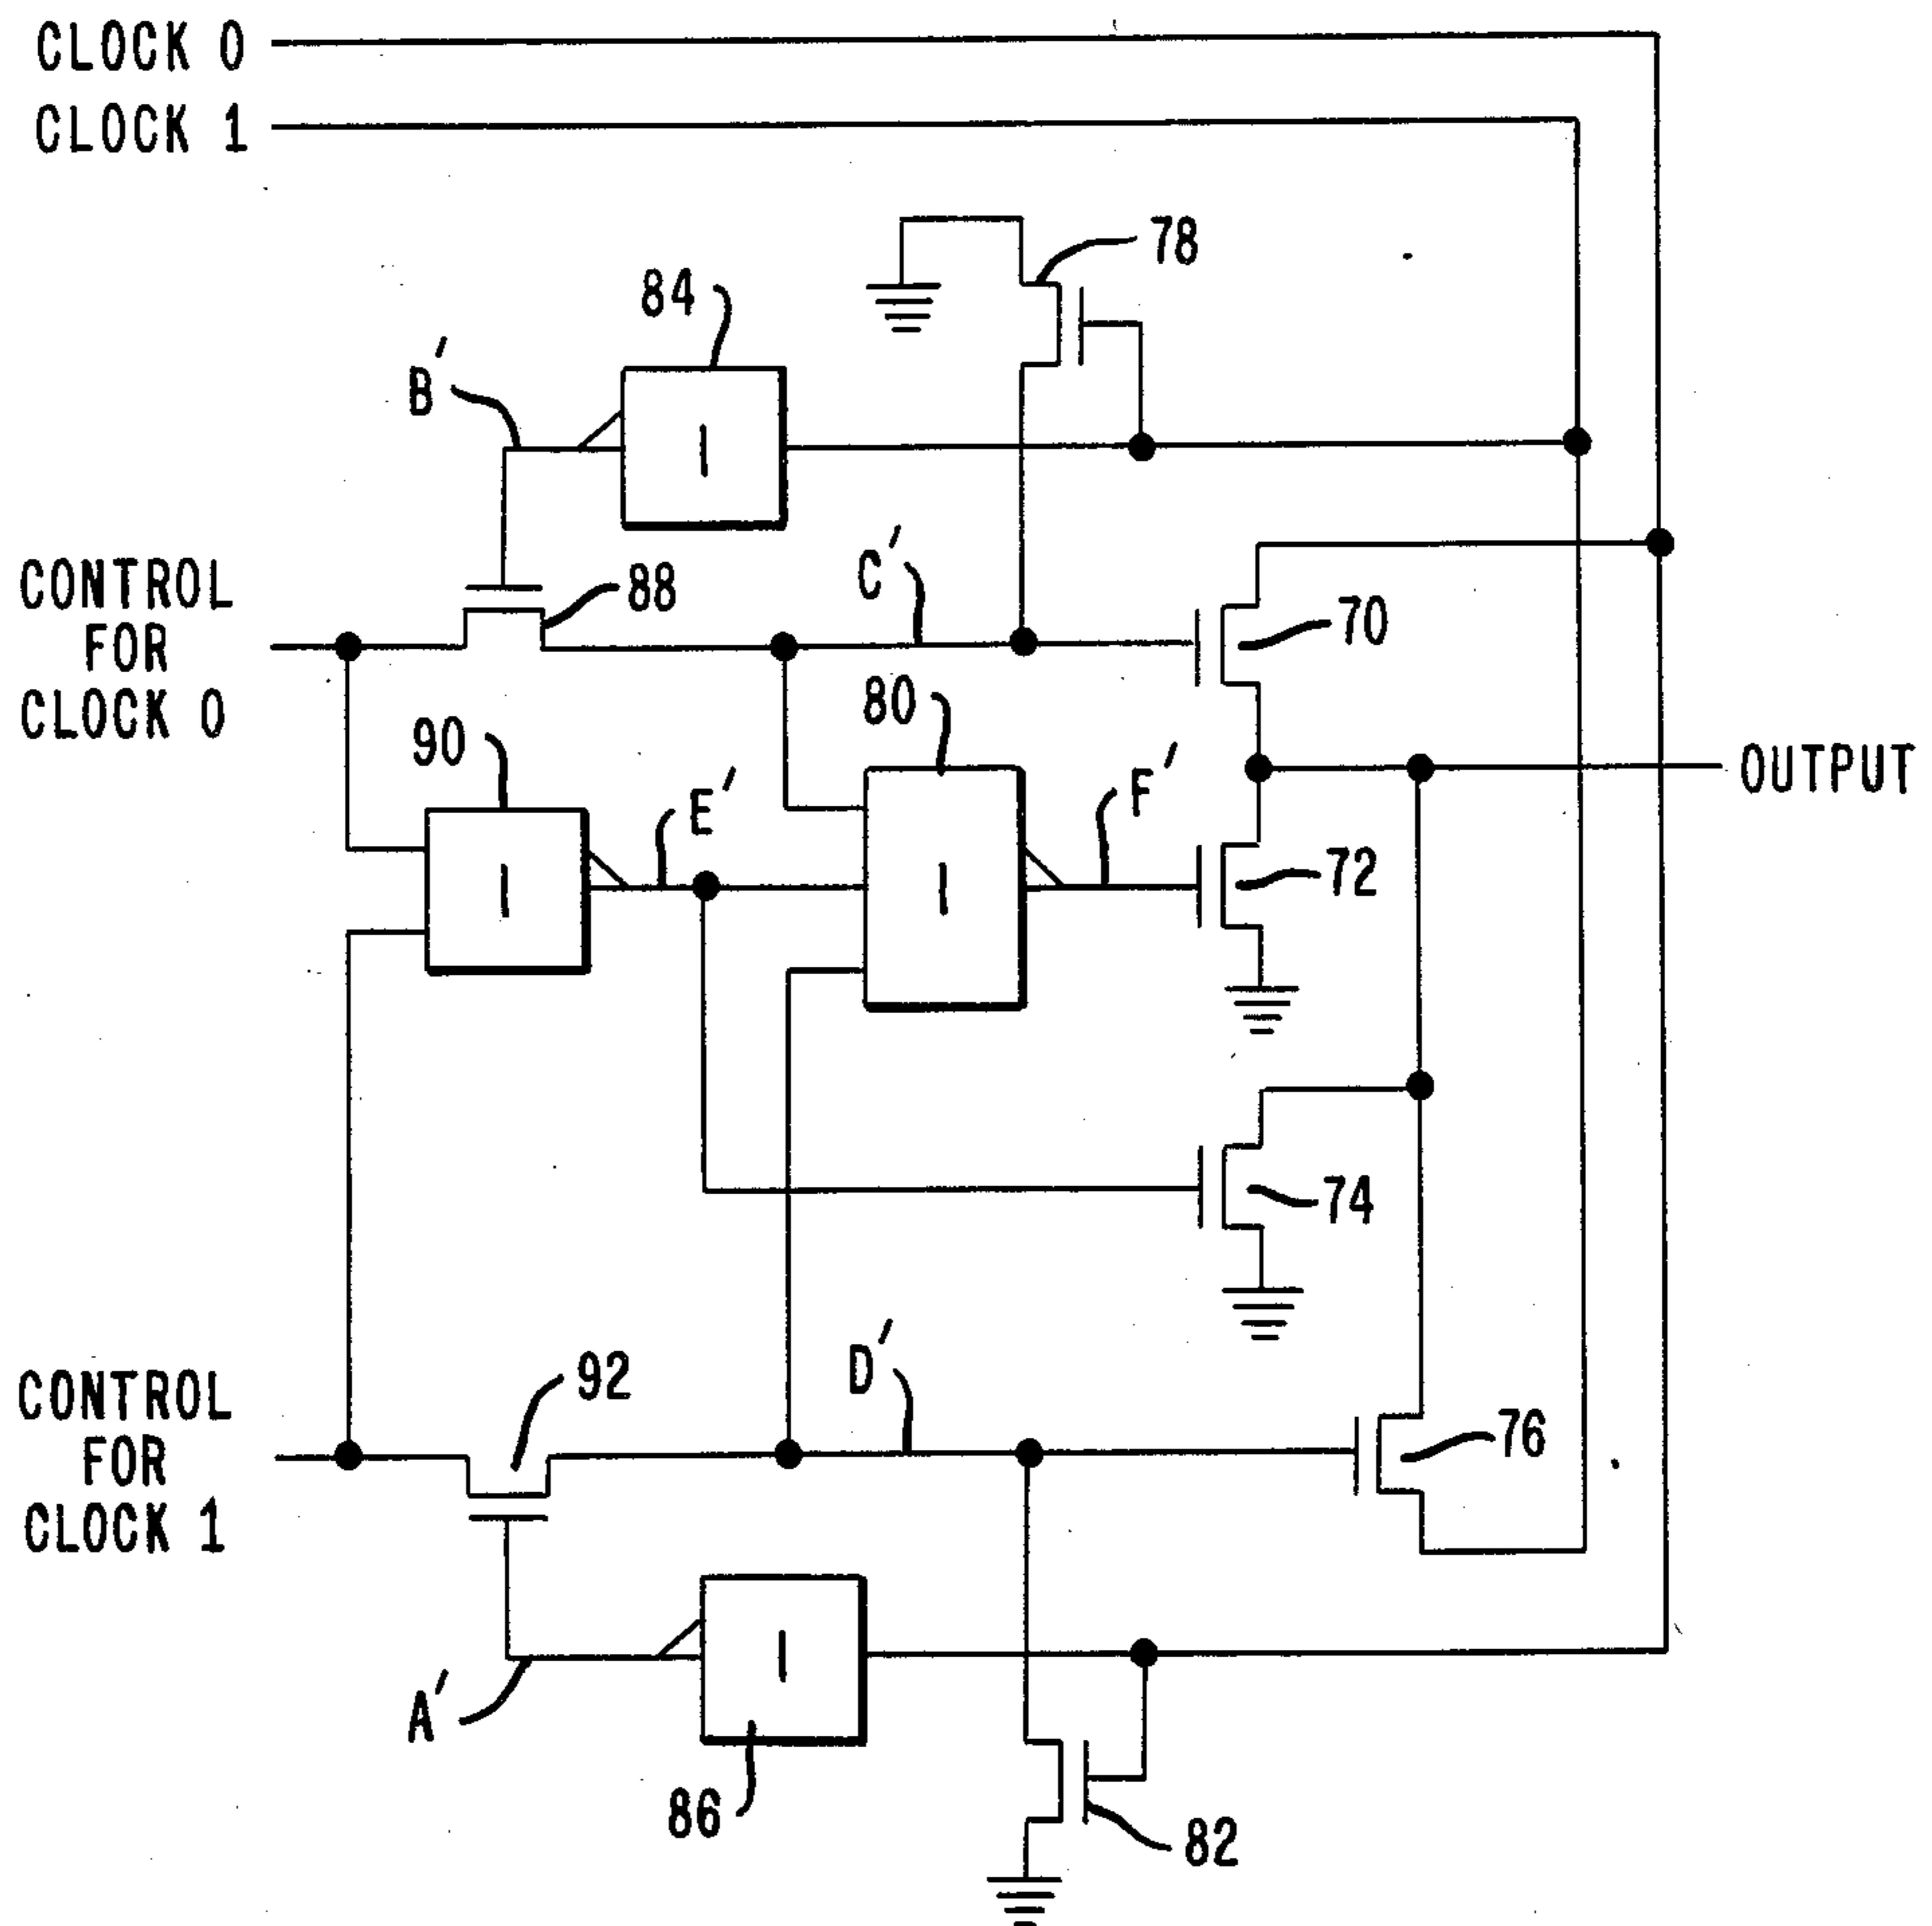 CLOCK 0
CLOCK 1
78
84
B′
C′
CONTROL
FOR
CLOCK 0
88
70
80
90
E′
F′
OUTPUT
I
I
I
72
74
CONTROL
FOR
CLOCK 1
92
D′
76
I
A′
86
82